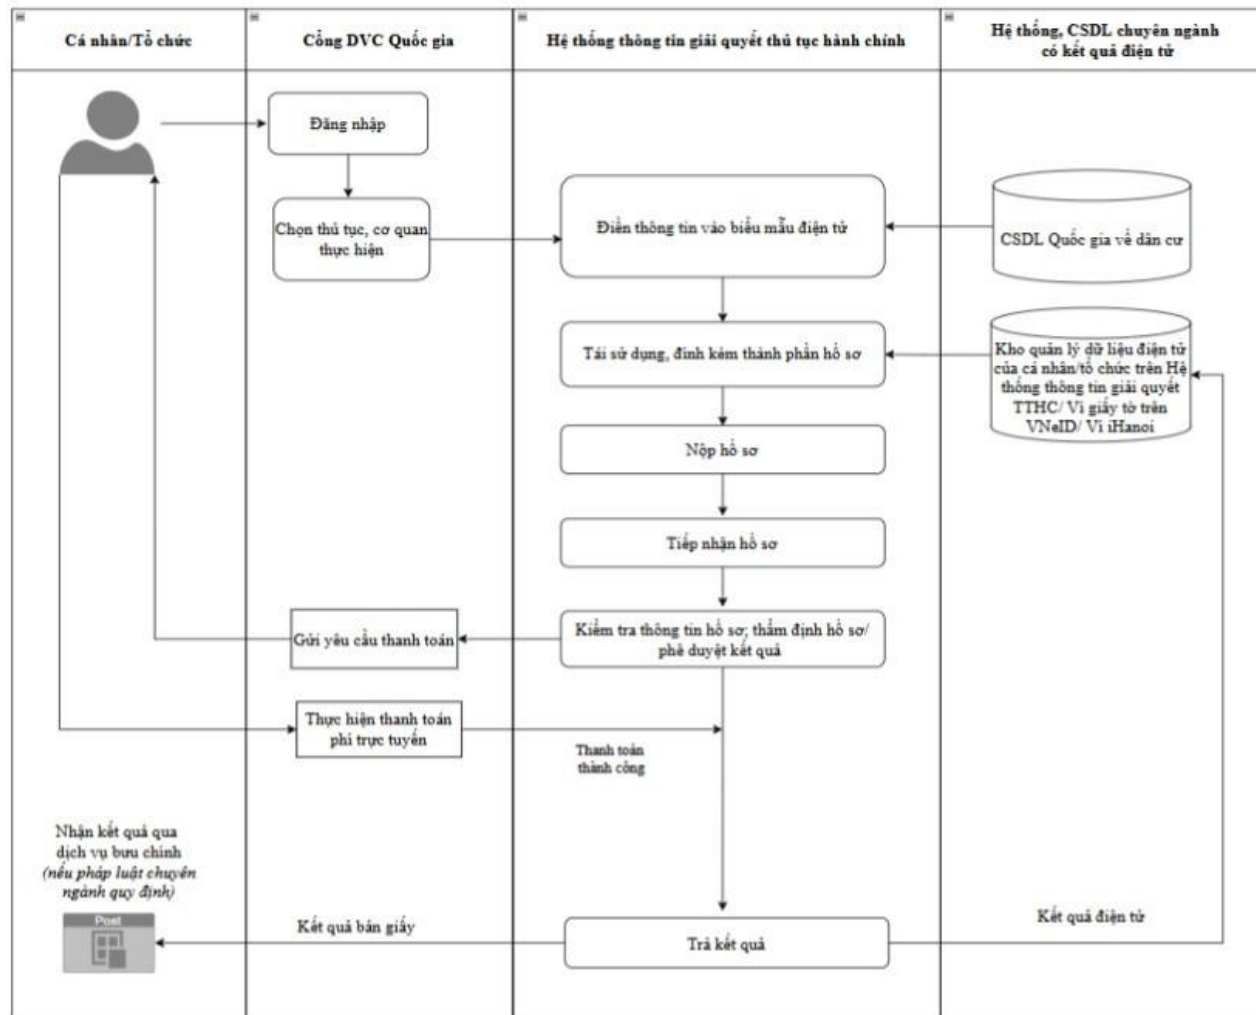 Cá nhân/Tổ chức
Cổng DVC Quốc gia
Hệ thống thông tin giải quyết thủ tục hành chính
Hệ thống, CSDL chuyên ngành
có kết quả điện tử
Đăng nhập
Chọn thủ tục, cơ quan
thực hiện
Điền thông tin vào biểu mẫu điện tử
CSDL Quốc gia về dân cư
Tái sử dụng, đính kèm thành phần hồ sơ
Kho quản lý dữ liệu điện tử
của cá nhân/tổ chức trên Hệ
thống thông tin giải quyết
TTHC/ Ví giấy tờ trên
VNeID/ Ví iHanoi
Nộp hồ sơ
Tiếp nhận hồ sơ
Gửi yêu cầu thanh toán
Kiểm tra thông tin hồ sơ; thẩm định hồ sơ/
phê duyệt kết quả
Thực hiện thanh toán
phí trực tuyến
Thanh toán
thành công
Nhận kết quả qua
dịch vụ bưu chính
(nếu pháp luật chuyên
ngành quy định)
Post
Kết quả bản giấy
Trả kết quả
Kết quả điện tử